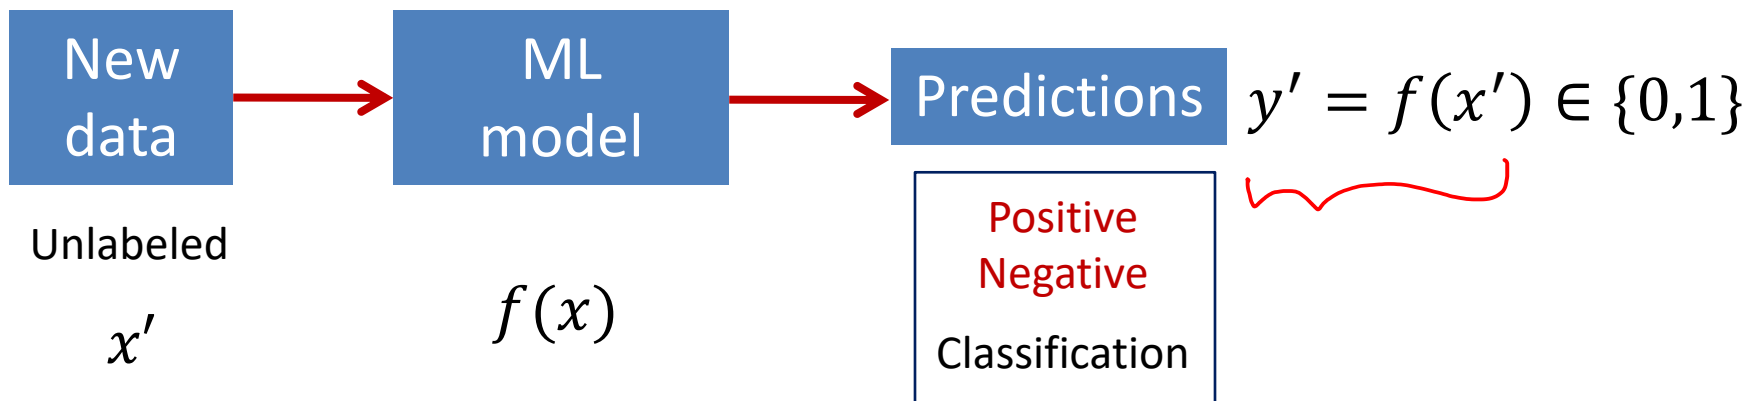 New
data
Unlabeled
x′
ML
model
f(x)
Predictions
y′ = f(x′) ∈ {0,1}
Positive
Negative
Classification